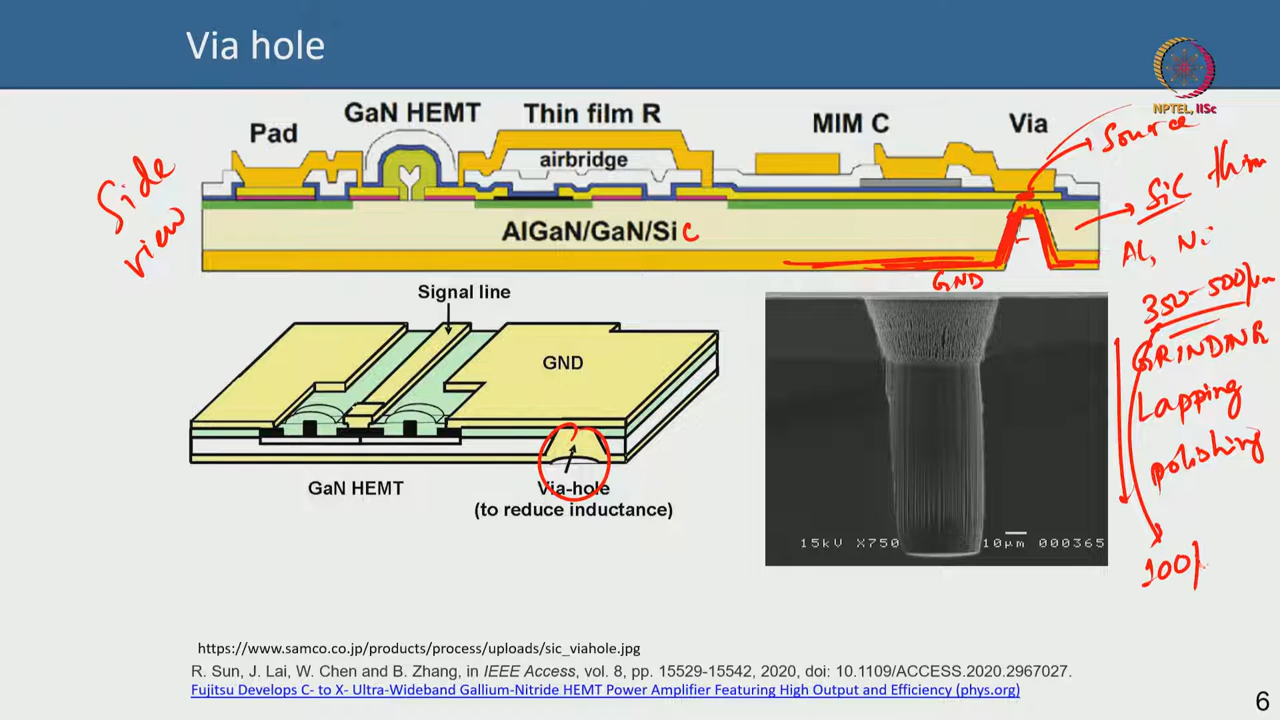 Via hole
NPTEL, IISc
Pad
GaN HEMT
Thin film R
MIM C
Via
airbridge
AlGaN/GaN/SiC
Source
SiC thin
Side
view
Al, Ni
GND
350-500µm
GRINDING
Lapping
polishing
100µ
Signal line
GND
GaN HEMT
Via-hole
(to reduce inductance)
15kV X750 10µm 000365
https://www.samco.co.jp/products/process/uploads/sic_viahole.jpg
R. Sun, J. Lai, W. Chen and B. Zhang, in IEEE Access, vol. 8, pp. 15529-15542, 2020, doi: 10.1109/ACCESS.2020.2967027.
Fujitsu Develops C- to X- Ultra-Wideband Gallium-Nitride HEMT Power Amplifier Featuring High Output and Efficiency (phys.org)
6